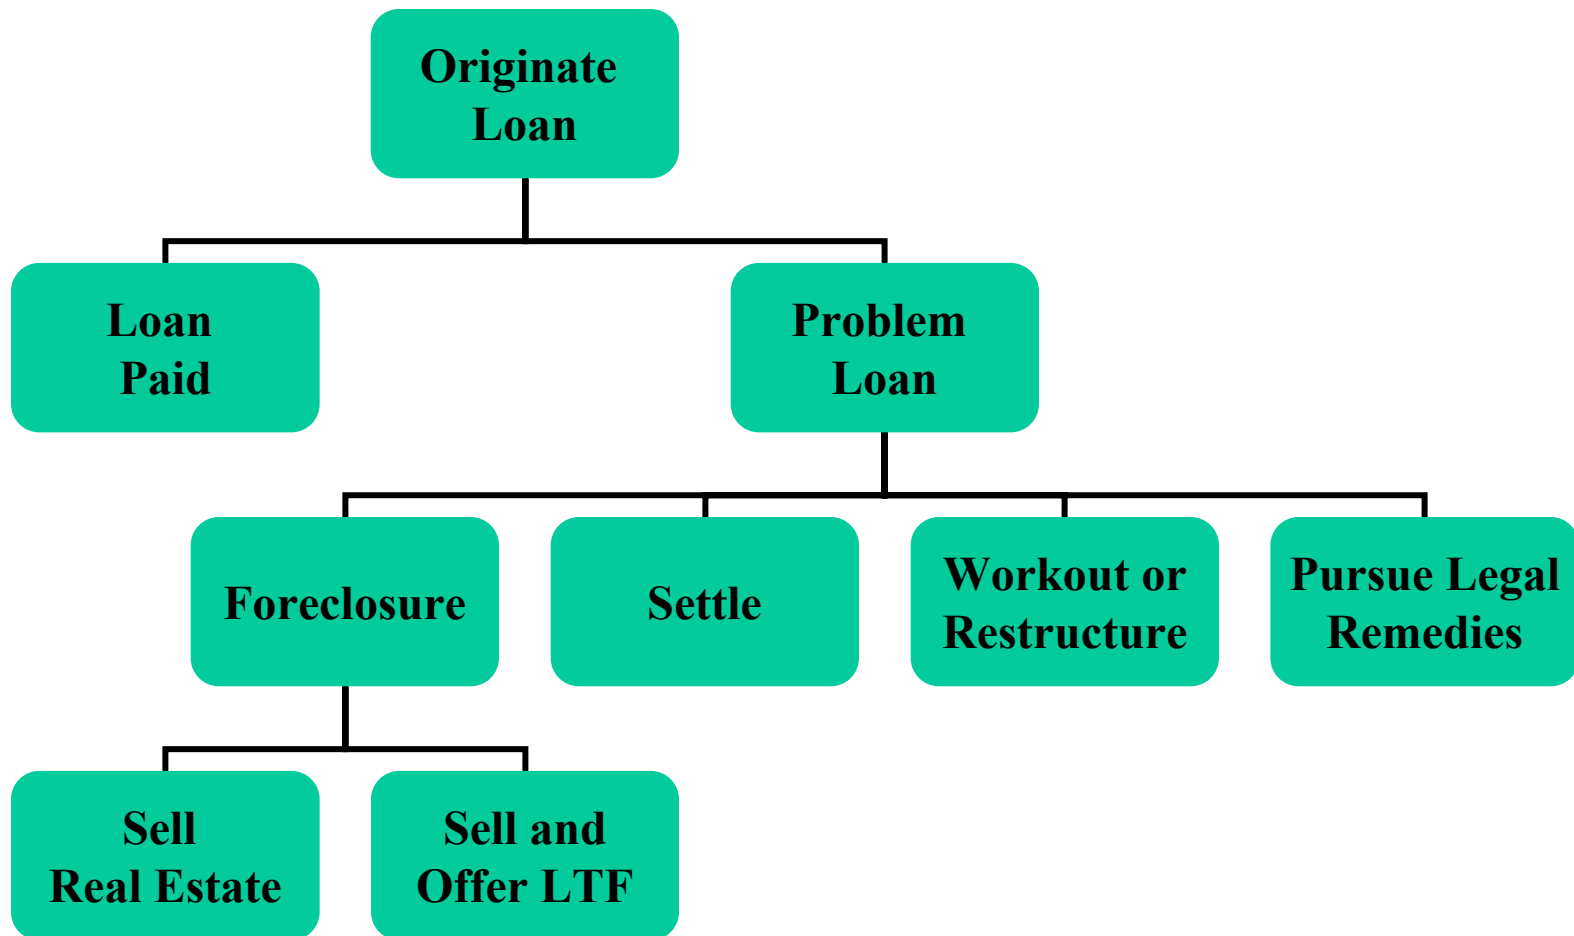 Originate
Loan
Loan
Paid
Problem
Loan
Foreclosure
Settle
Workout or
Restructure
Pursue Legal
Remedies
Sell
Real Estate
Sell and
Offer LTF